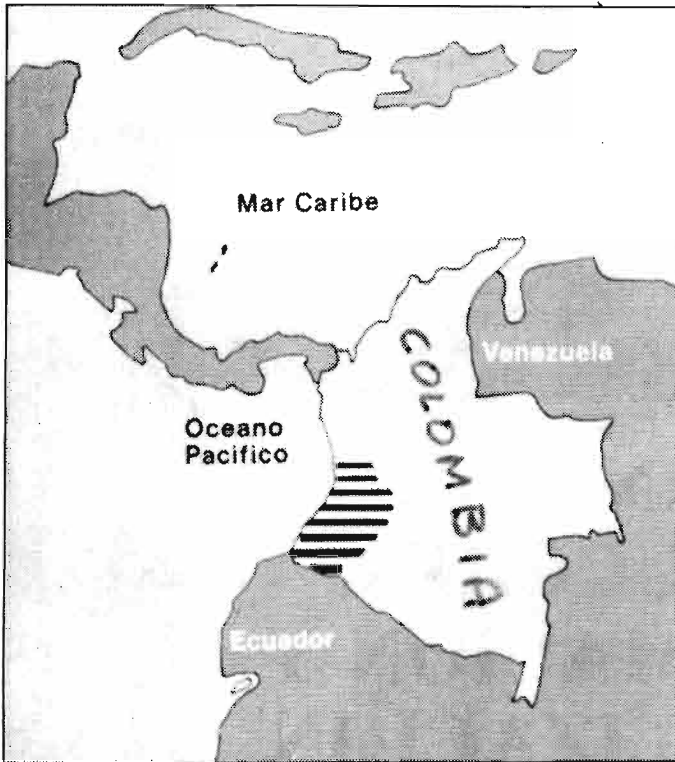 Mar Caribe
Venezuela
COLOMBIA
Oceano
Pacifico
Ecuador